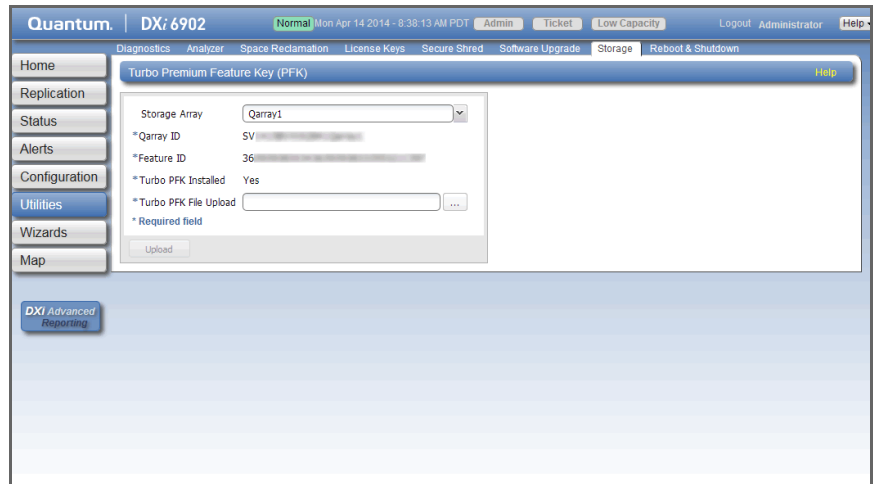 Quantum. DXi 6902 Normal Mon Apr 14 2014 - 8:38:13 AM PDT Admin Ticket Low Capacity Logout Administrator Help
Diagnostics Analyzer Space Reclamation License Keys Secure Shred Software Upgrade Storage Reboot & Shutdown
Home
Replication
Status
Alerts
Configuration
Utilities
Wizards
Map
DXi Advanced
Reporting
Turbo Premium Feature Key (PFK) Help
Storage Array Qarray1
*Qarray ID SV
*Feature ID 36
*Turbo PFK Installed Yes
*Turbo PFK File Upload ...
* Required field
Upload